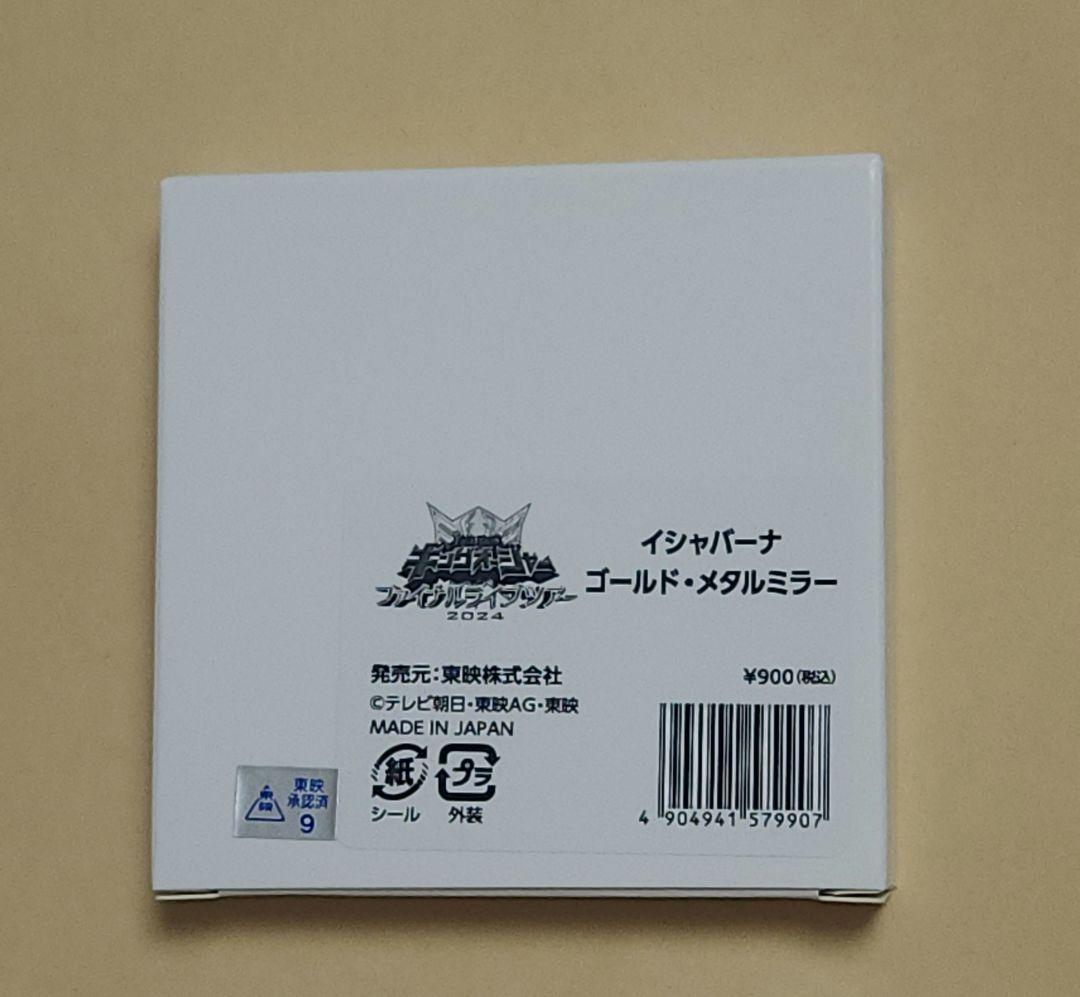 キングオージャー
ファイナルライブツアー
2024
イシャバーナ
ゴールド・メタルミラー
発売元:東映株式会社
¥900(税込)
©テレビ朝日・東映AG・東映
MADE IN JAPAN
紙
シール
プラ
外装
4 904941 579907
東映
東映
承認済
9